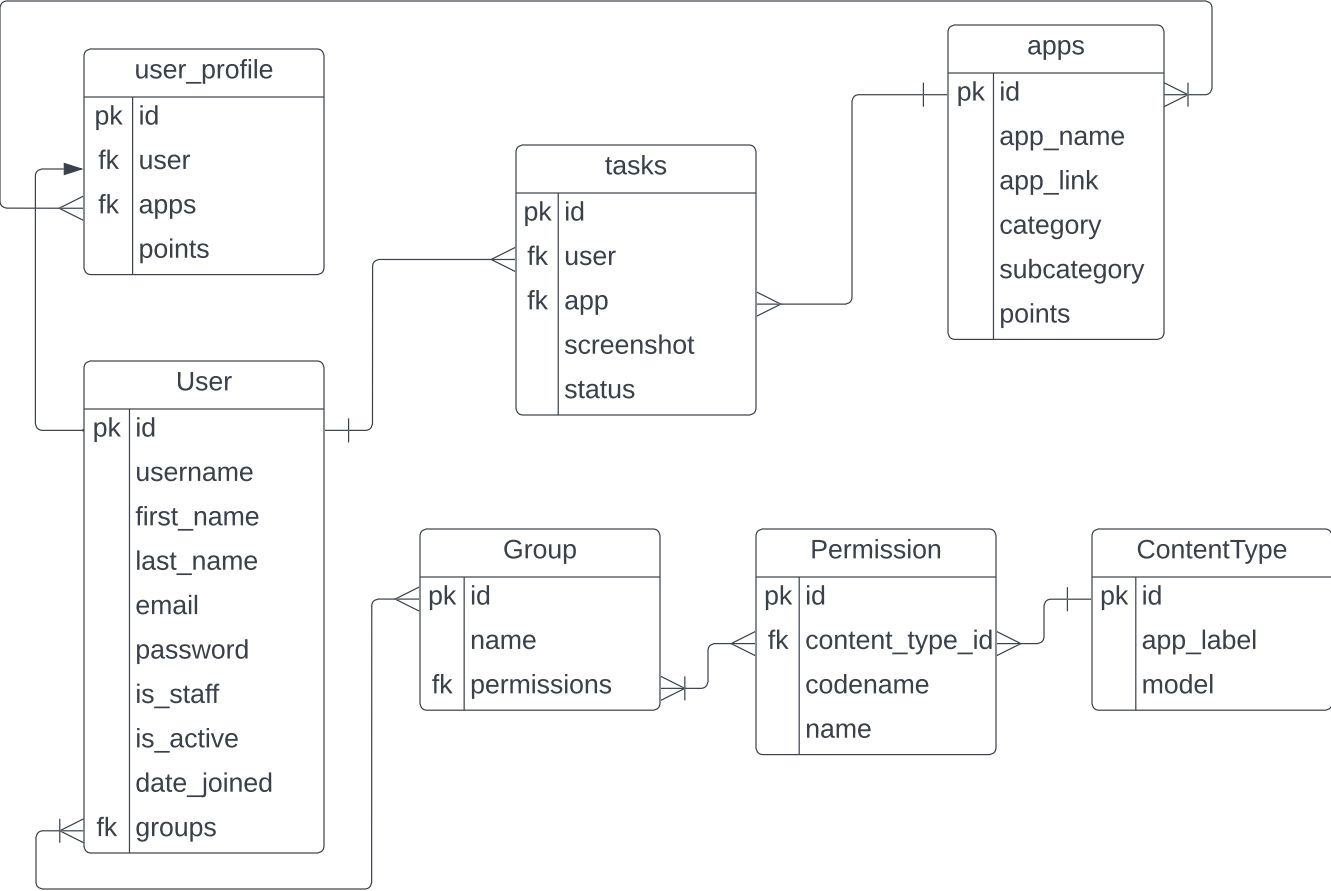 user_profile
pk id
fk user
fk apps
points
apps
pk id
app_name
app_link
category
subcategory
points
tasks
pk id
fk user
fk app
screenshot
status
User
pk id
username
first_name
last_name
email
password
is_staff
is_active
date_joined
fk groups
Group
pk id
name
fk permissions
Permission
pk id
fk content_type_id
codename
name
ContentType
pk id
app_label
model